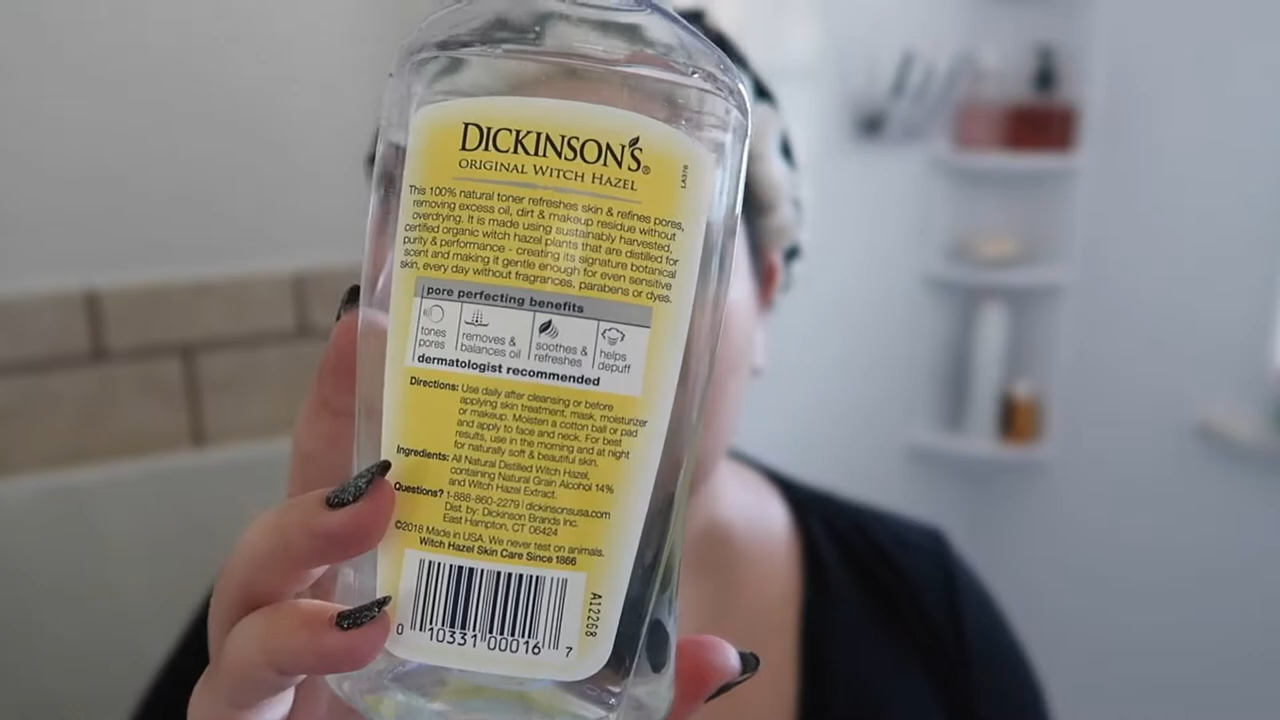 DICKINSON'S®
ORIGINAL WITCH HAZEL
LA376
This 100% natural toner refreshes skin & refines pores,
removing excess oil, dirt & makeup residue without
overdrying. It is made using sustainably harvested,
certified organic witch hazel plants that are distilled for
purity & performance - creating its signature botanical
scent and making it gentle enough for even sensitive
skin, every day without fragrances, parabens or dyes.
pore perfecting benefits
tones
pores
removes &
balances oil
soothes &
refreshes
helps
depuff
dermatologist recommended
Directions: Use daily after cleansing or before
applying skin treatment, mask, moisturizer
or makeup. Moisten a cotton ball or pad
and apply to face and neck. For best
results, use in the morning and at night
for naturally soft & beautiful skin.
Ingredients: All Natural Distilled Witch Hazel,
containing Natural Grain Alcohol 14%
and Witch Hazel Extract.
Questions? 1-888-860-2279 | dickinsonsusa.com
Dist. by: Dickinson Brands Inc.
East Hampton, CT 06424
©2018 Made in USA. We never test on animals.
Witch Hazel Skin Care Since 1866
A12268
0 10331 00016 7